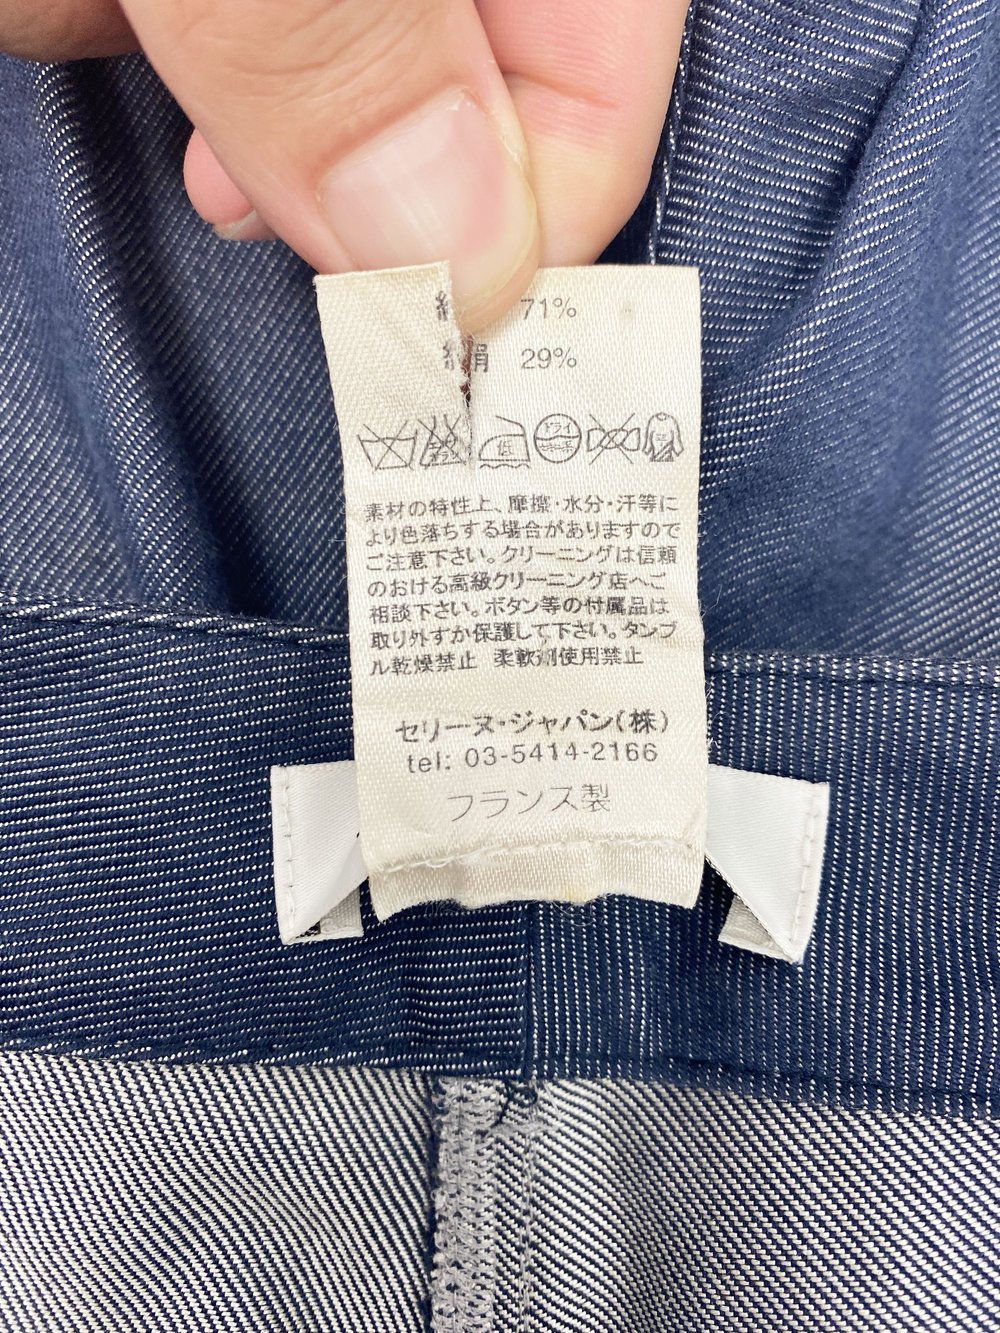 71%
絹 29%
ドライ
素材の特性上、摩擦・水分・汗等に
より色落ちする場合がありますので
ご注意下さい。クリーニングは信頼
のおける高級クリーニング店へご
相談下さい。ボタン等の付属品は
取り外すか保護して下さい。タンブ
ル乾燥禁止 柔軟剤使用禁止
セリーヌ・ジャパン(株)
tel: 03-5414-2166
フランス製